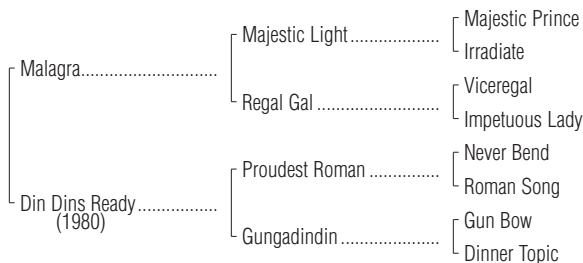 Majestic Prince
Majestic Light
Irradiate
Malagra
Viceregal
Regal Gal
Impetuous Lady
Never Bend
Proudest Roman
Roman Song
Din Dins Ready
(1980)
Gun Bow
Gungadindin
Dinner Topic